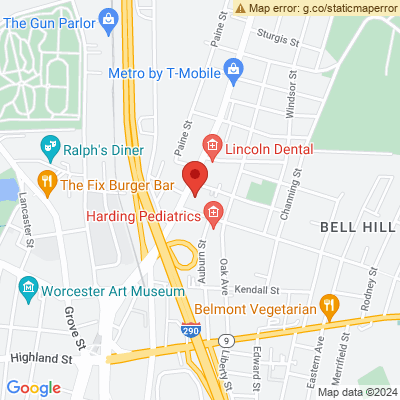 Map error: g.co/staticmaperror
The Gun Parlor
Paine St
Sturgis St
Metro by T-Mobile
Windsor St
Paine St
Lincoln Dental
Ralph's Diner
The Fix Burger Bar
Channing St
Lancaster St
Harding Pediatrics
BELL HILL
Auburn St
Oak Ave
Worcester Art Museum
Kendall St
Rodney St
Belmont Vegetarian
Grove St
290
9
Highland St
Liberty St
Edward St
Eastern Ave
Merrifield St
Google
Map data ©2024